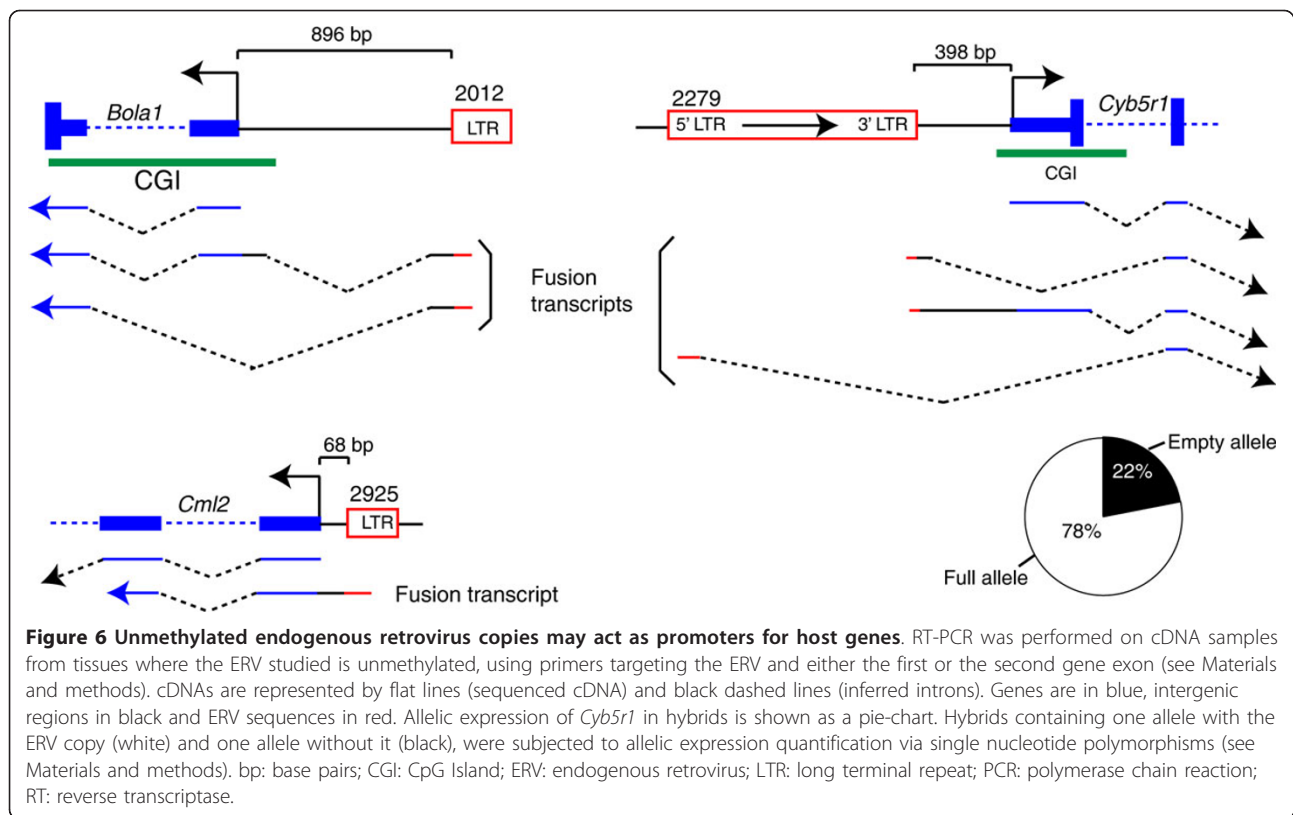 896 bp
Bola1
2012
LTR
CGI
Fusion
transcripts
398 bp
2279
5' LTR
3' LTR
Cyb5r1
CGI
68 bp
Cml2
2925
LTR
Fusion transcript
Empty allele
22%
78%
Full allele
Figure 6 Unmethylated endogenous retrovirus copies may act as promoters for host genes. RT-PCR was performed on cDNA samples
from tissues where the ERV studied is unmethylated, using primers targeting the ERV and either the first or the second gene exon (see Materials
and methods). cDNAs are represented by flat lines (sequenced cDNA) and black dashed lines (inferred introns). Genes are in blue, intergenic
regions in black and ERV sequences in red. Allelic expression of Cyb5r1 in hybrids is shown as a pie-chart. Hybrids containing one allele with the
ERV copy (white) and one allele without it (black), were subjected to allelic expression quantification via single nucleotide polymorphisms (see
Materials and methods). bp: base pairs; CGI: CpG Island; ERV: endogenous retrovirus; LTR: long terminal repeat; PCR: polymerase chain reaction;
RT: reverse transcriptase.